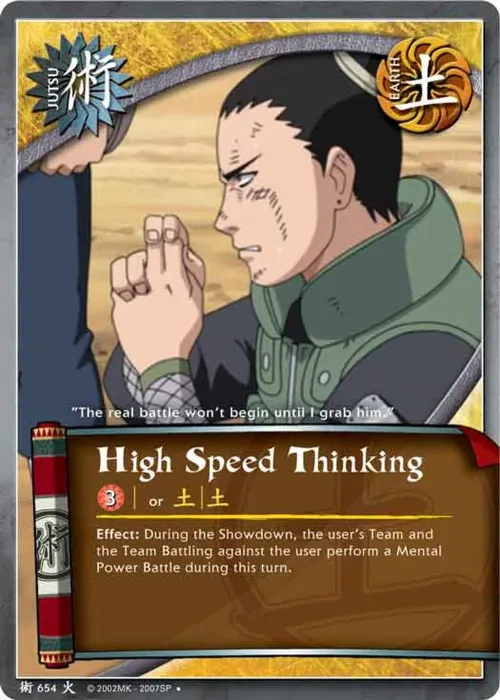 JUTSU
術
EARTH
土
"The real battle won't begin until I grab him."
High Speed Thinking
3 | or 土|土
Effect: During the Showdown, the user's Team and
the Team Battling against the user perform a Mental
Power Battle during this turn.
術
術 654 火 © 2002MK - 2007SP •